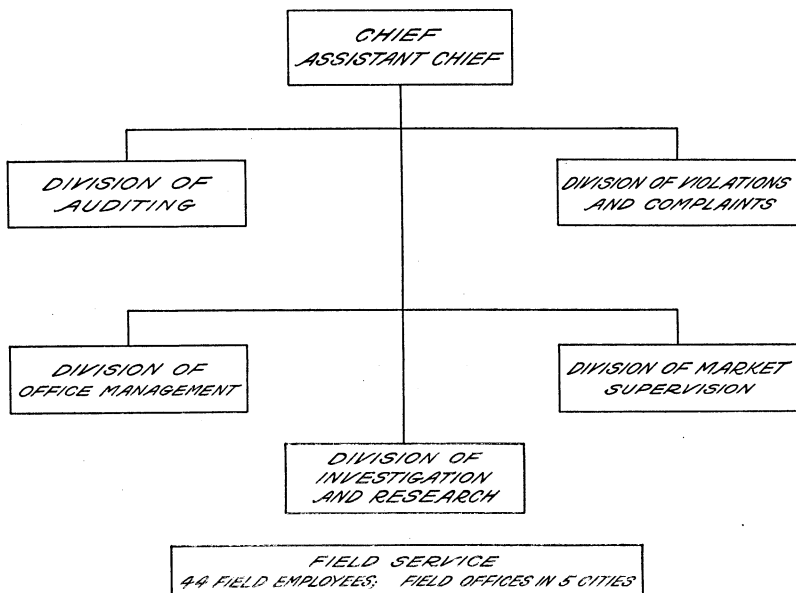 CHIEF
ASSISTANT CHIEF
DIVISION OF
AUDITING
DIVISION OF VIOLATIONS
AND COMPLAINTS
DIVISION OF
OFFICE MANAGEMENT
DIVISION OF MARKET
SUPERVISION
DIVISION OF
INVESTIGATION
AND RESEARCH
FIELD SERVICE
44 FIELD EMPLOYEES; FIELD OFFICES IN 5 CITIES